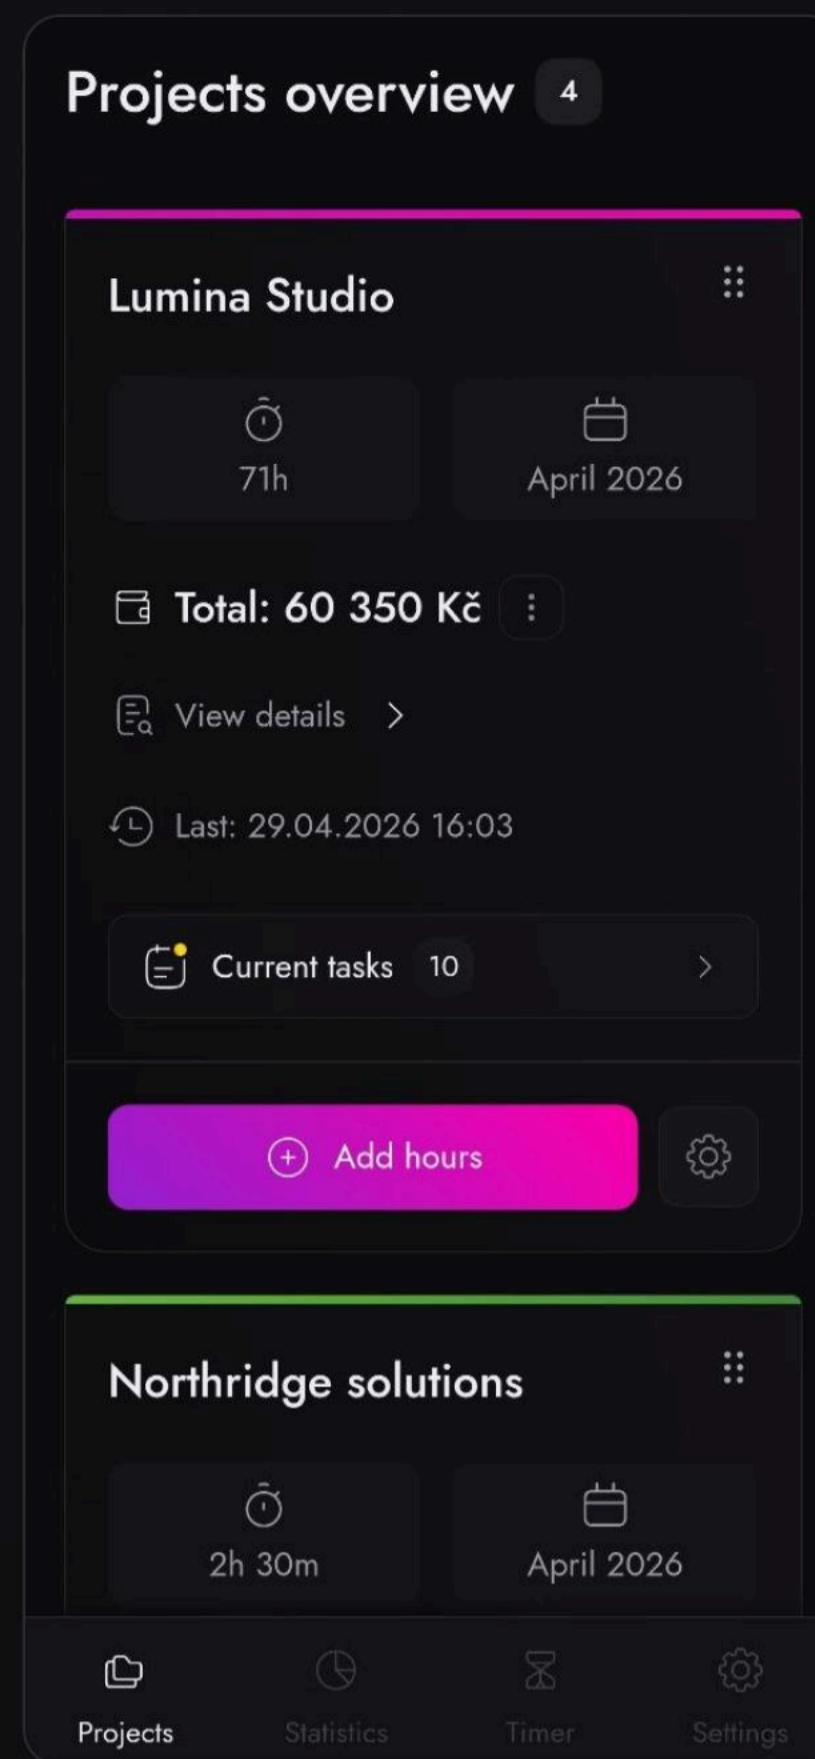 Projects overview 4
Lumina Studio
71h
April 2026
Total: 60 350 Kč
View details
Last: 29.04.2026 16:03
Current tasks 10
Add hours
Northridge solutions
2h 30m
April 2026
Projects
Statistics
Timer
Settings